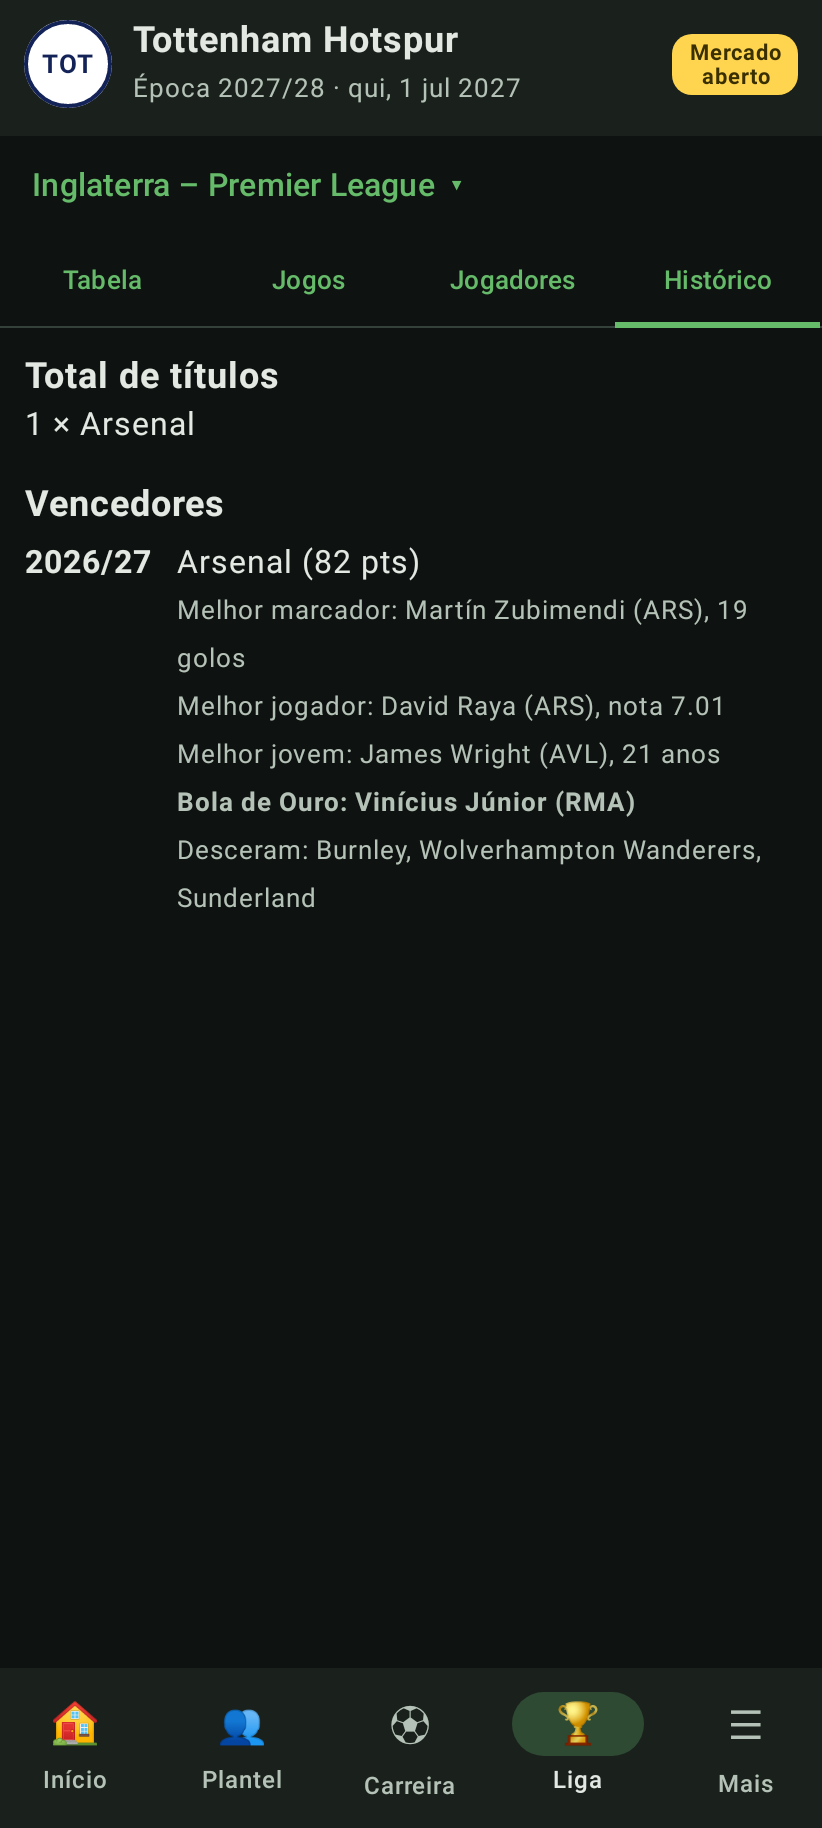 TOT
Tottenham Hotspur
Época 2027/28 · qui, 1 jul 2027
Mercado
aberto
Inglaterra – Premier League ▾
Tabela
Jogos
Jogadores
Histórico
Total de títulos
1 × Arsenal
Vencedores
2026/27 Arsenal (82 pts)
Melhor marcador: Martín Zubimendi (ARS), 19
golos
Melhor jogador: David Raya (ARS), nota 7.01
Melhor jovem: James Wright (AVL), 21 anos
Bola de Ouro: Vinícius Júnior (RMA)
Desceram: Burnley, Wolverhampton Wanderers,
Sunderland
Início
Plantel
Carreira
Liga
Mais